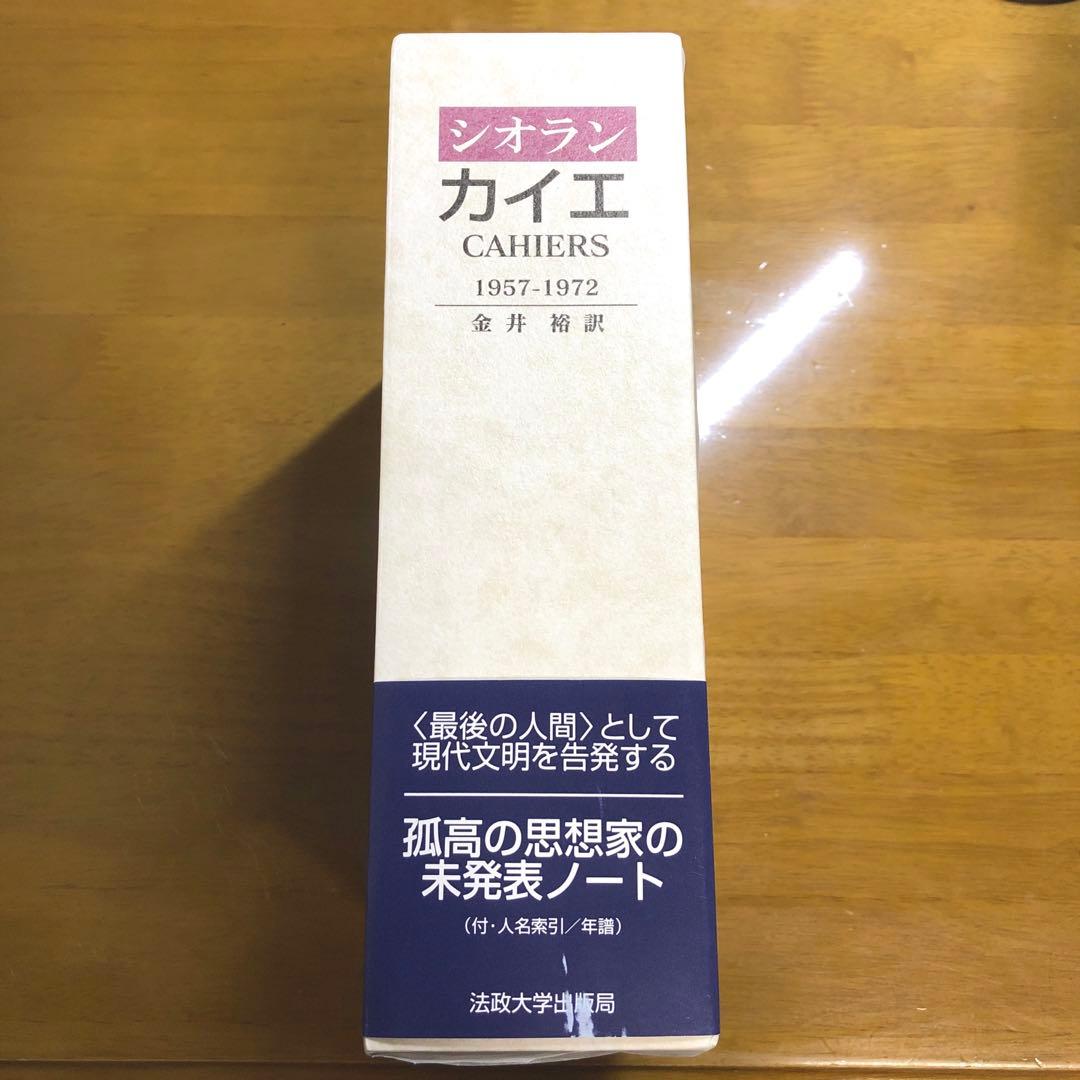 シオラン
カイエ
CAHIERS
1957-1972
金井 裕 訳
〈最後の人間〉として
現代文明を告発する
孤高の思想家の
未発表ノート
(付・人名索引/年譜)
法政大学出版局